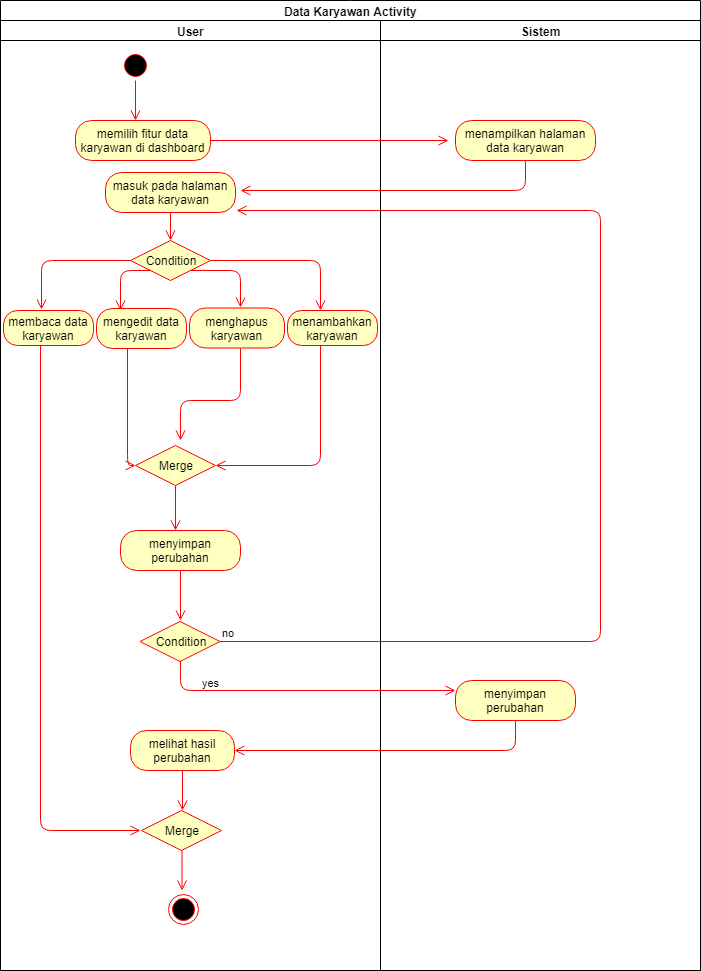 Data Karyawan Activity
User
Sistem
memilih fitur data
karyawan di dashboard
menampilkan halaman
data karyawan
masuk pada halaman
data karyawan
Condition
membaca data
karyawan
mengedit data
karyawan
menghapus
karyawan
menambahkan
karyawan
Merge
menyimpan
perubahan
Condition
no
yes
menyimpan
perubahan
melihat hasil
perubahan
Merge